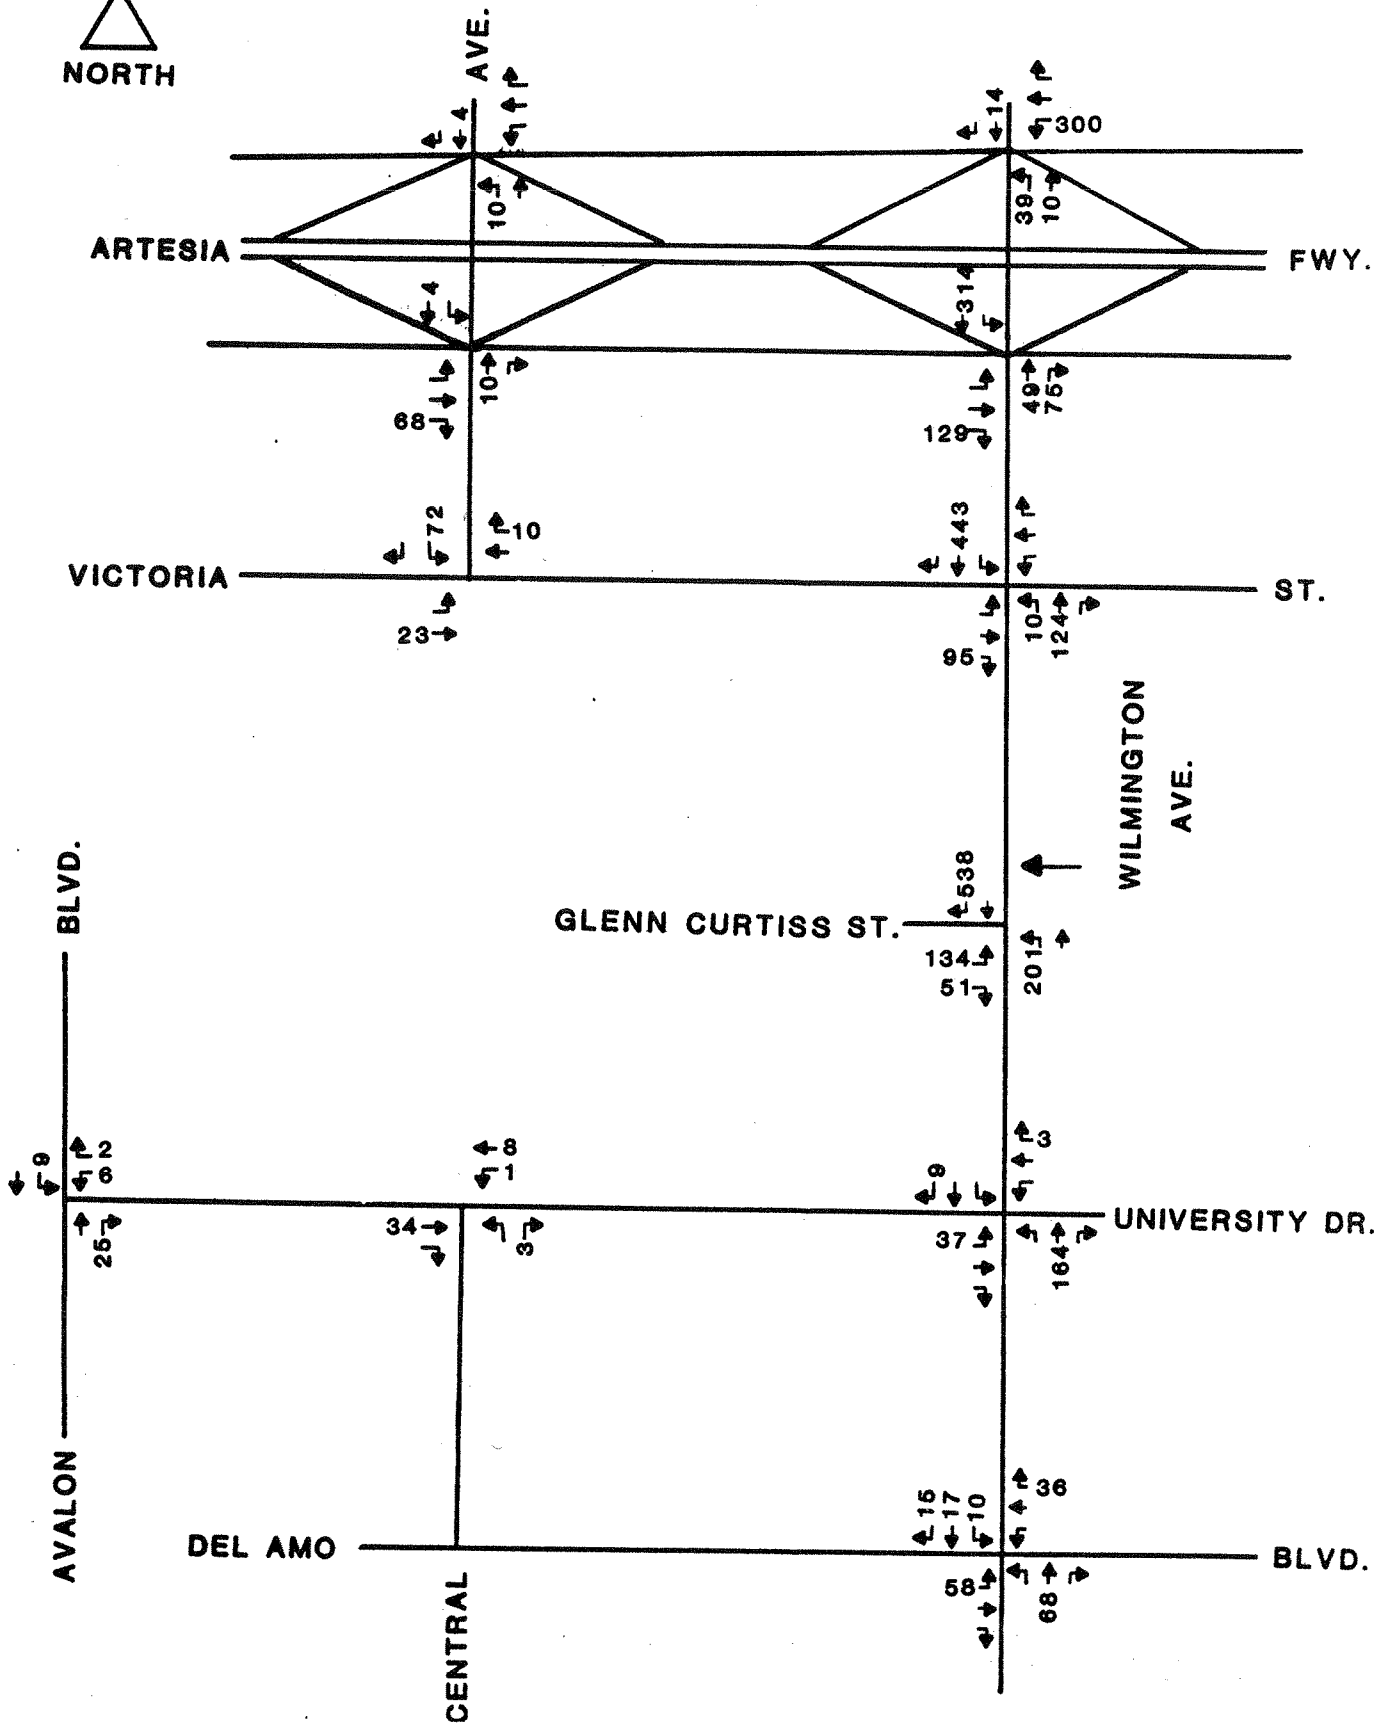 NORTH
AVE.
4
14
300
10
39
10
ARTESIA
FWY.
4
314
68
10
129
49
75
72
10
443
VICTORIA
ST.
23
95
10
124
WILMINGTON
AVE.
BLVD.
538
GLENN CURTISS ST.
134
51
201
9
2
6
25
8
1
34
3
9
3
UNIVERSITY DR.
37
164
AVALON
DEL AMO
CENTRAL
15
17
10
36
BLVD.
58
68